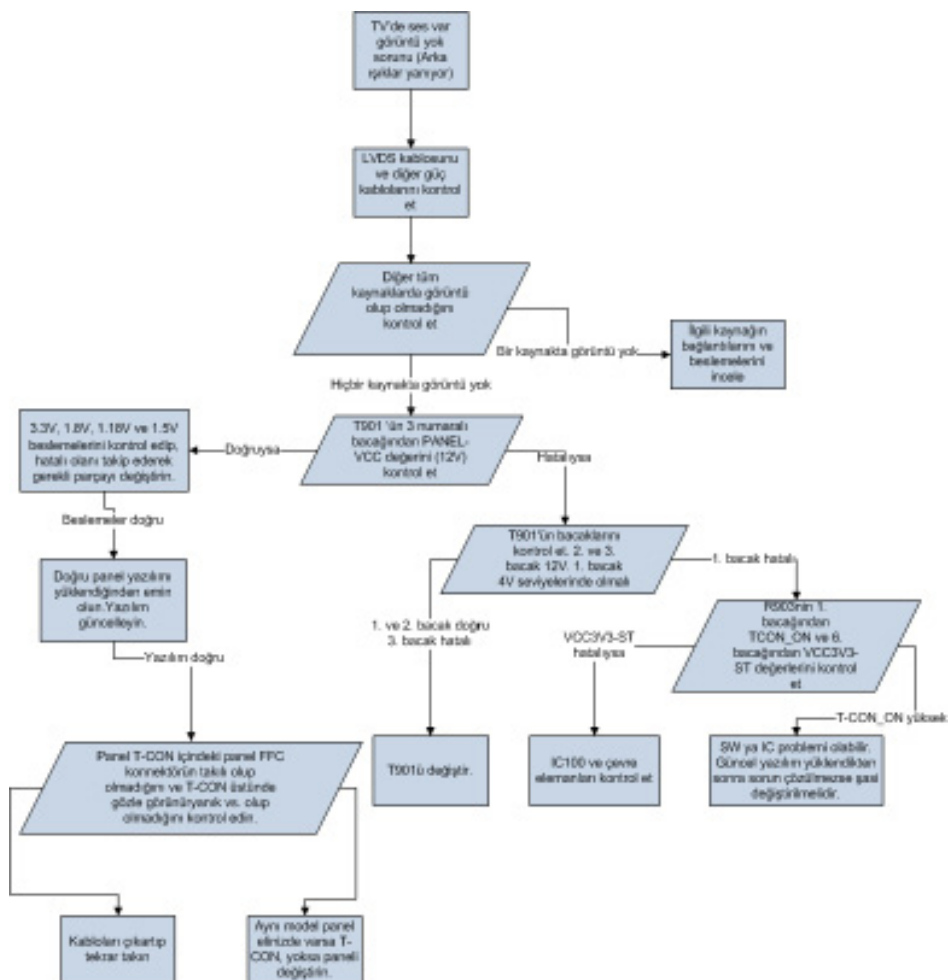 TV'de ses var
görüntü yok
sorunu (Arka
ışıklar yanıyor)
LVDS kablosunu
ve diğer güç
kablolarını kontrol
et
Diğer tüm
kaynaklarda görüntü
olup olmadığını
kontrol et
Bir kaynakta görüntü yok
İlgili kaynağın
bağlantılarını ve
beslemelerini
incele
Hiçbir kaynakta görüntü yok
T901 'ün 3 numaralı
bacağından PANEL-
VCC değerini (12V)
kontrol et
Doğruysa
Hatalıysa
3.3V, 1.8V, 1.18V ve 1.5V
beslemelerini kontrol edip,
hatalı olanı takip ederek
gerekli parçayı değiştirin.
Beslemeler doğru
T901'ün bacaklarını
kontrol et. 2. ve 3.
bacak 12V. 1. bacak
4V seviyelerinde olmalı
1. bacak hatalı
Doğru panel yazılımı
yüklendiğinden emin
olun.Yazılım
güncelleyin.
1. ve 2. bacak doğru
3. bacak hatalı
R903nin 1.
bacağından
TCON_ON ve 6.
bacağından VCC3V3-
ST değerlerini kontrol
et
VCC3V3-ST
hatalıysa
Yazılım doğru
T-CON_ON yüksek
Panel T-CON içindeki panel FFC
konnektörün takılı olup
olmadığını ve T-CON üstünde
gözle görünüryanık vs. olup
olmadığını kontrol edin.
T901ü değiştir.
IC100 ve çevre
elemanları kontrol et
SW ya IC problemi olabilir.
Güncel yazılım yüklendikten
sonra sorun çözülmezse şasi
değiştirilmelidir.
Kabloları çıkartıp
tekrar takın
Aynı model panel
elinizde varsa T-
CON, yoksa paneli
değiştirin.